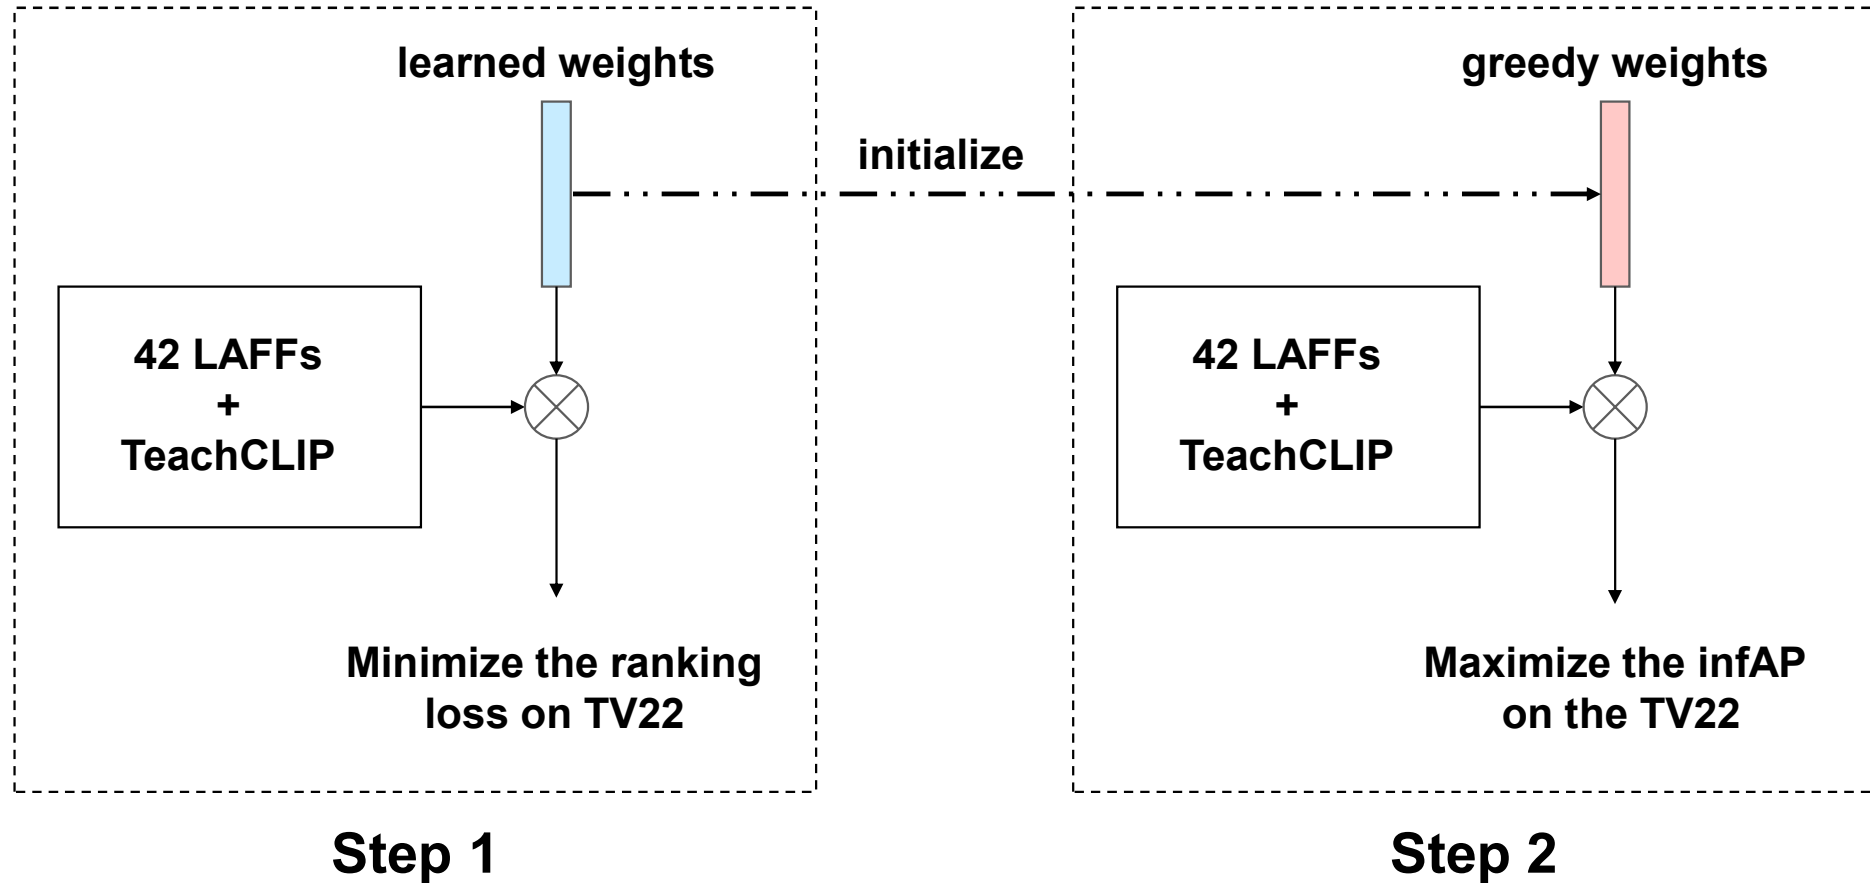 learned weights
initialize
42 LAFFs
+
TeachCLIP
Minimize the ranking
loss on TV22
Step 1
greedy weights
42 LAFFs
+
TeachCLIP
Maximize the infAP
on the TV22
Step 2